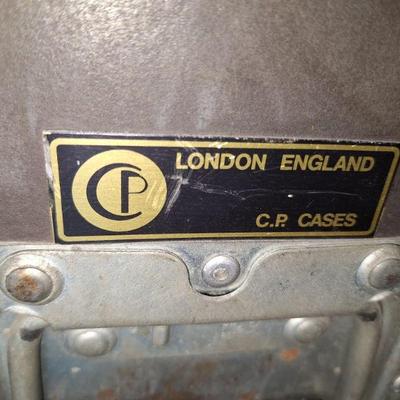 CP
LONDON ENGLAND
C.P. CASES